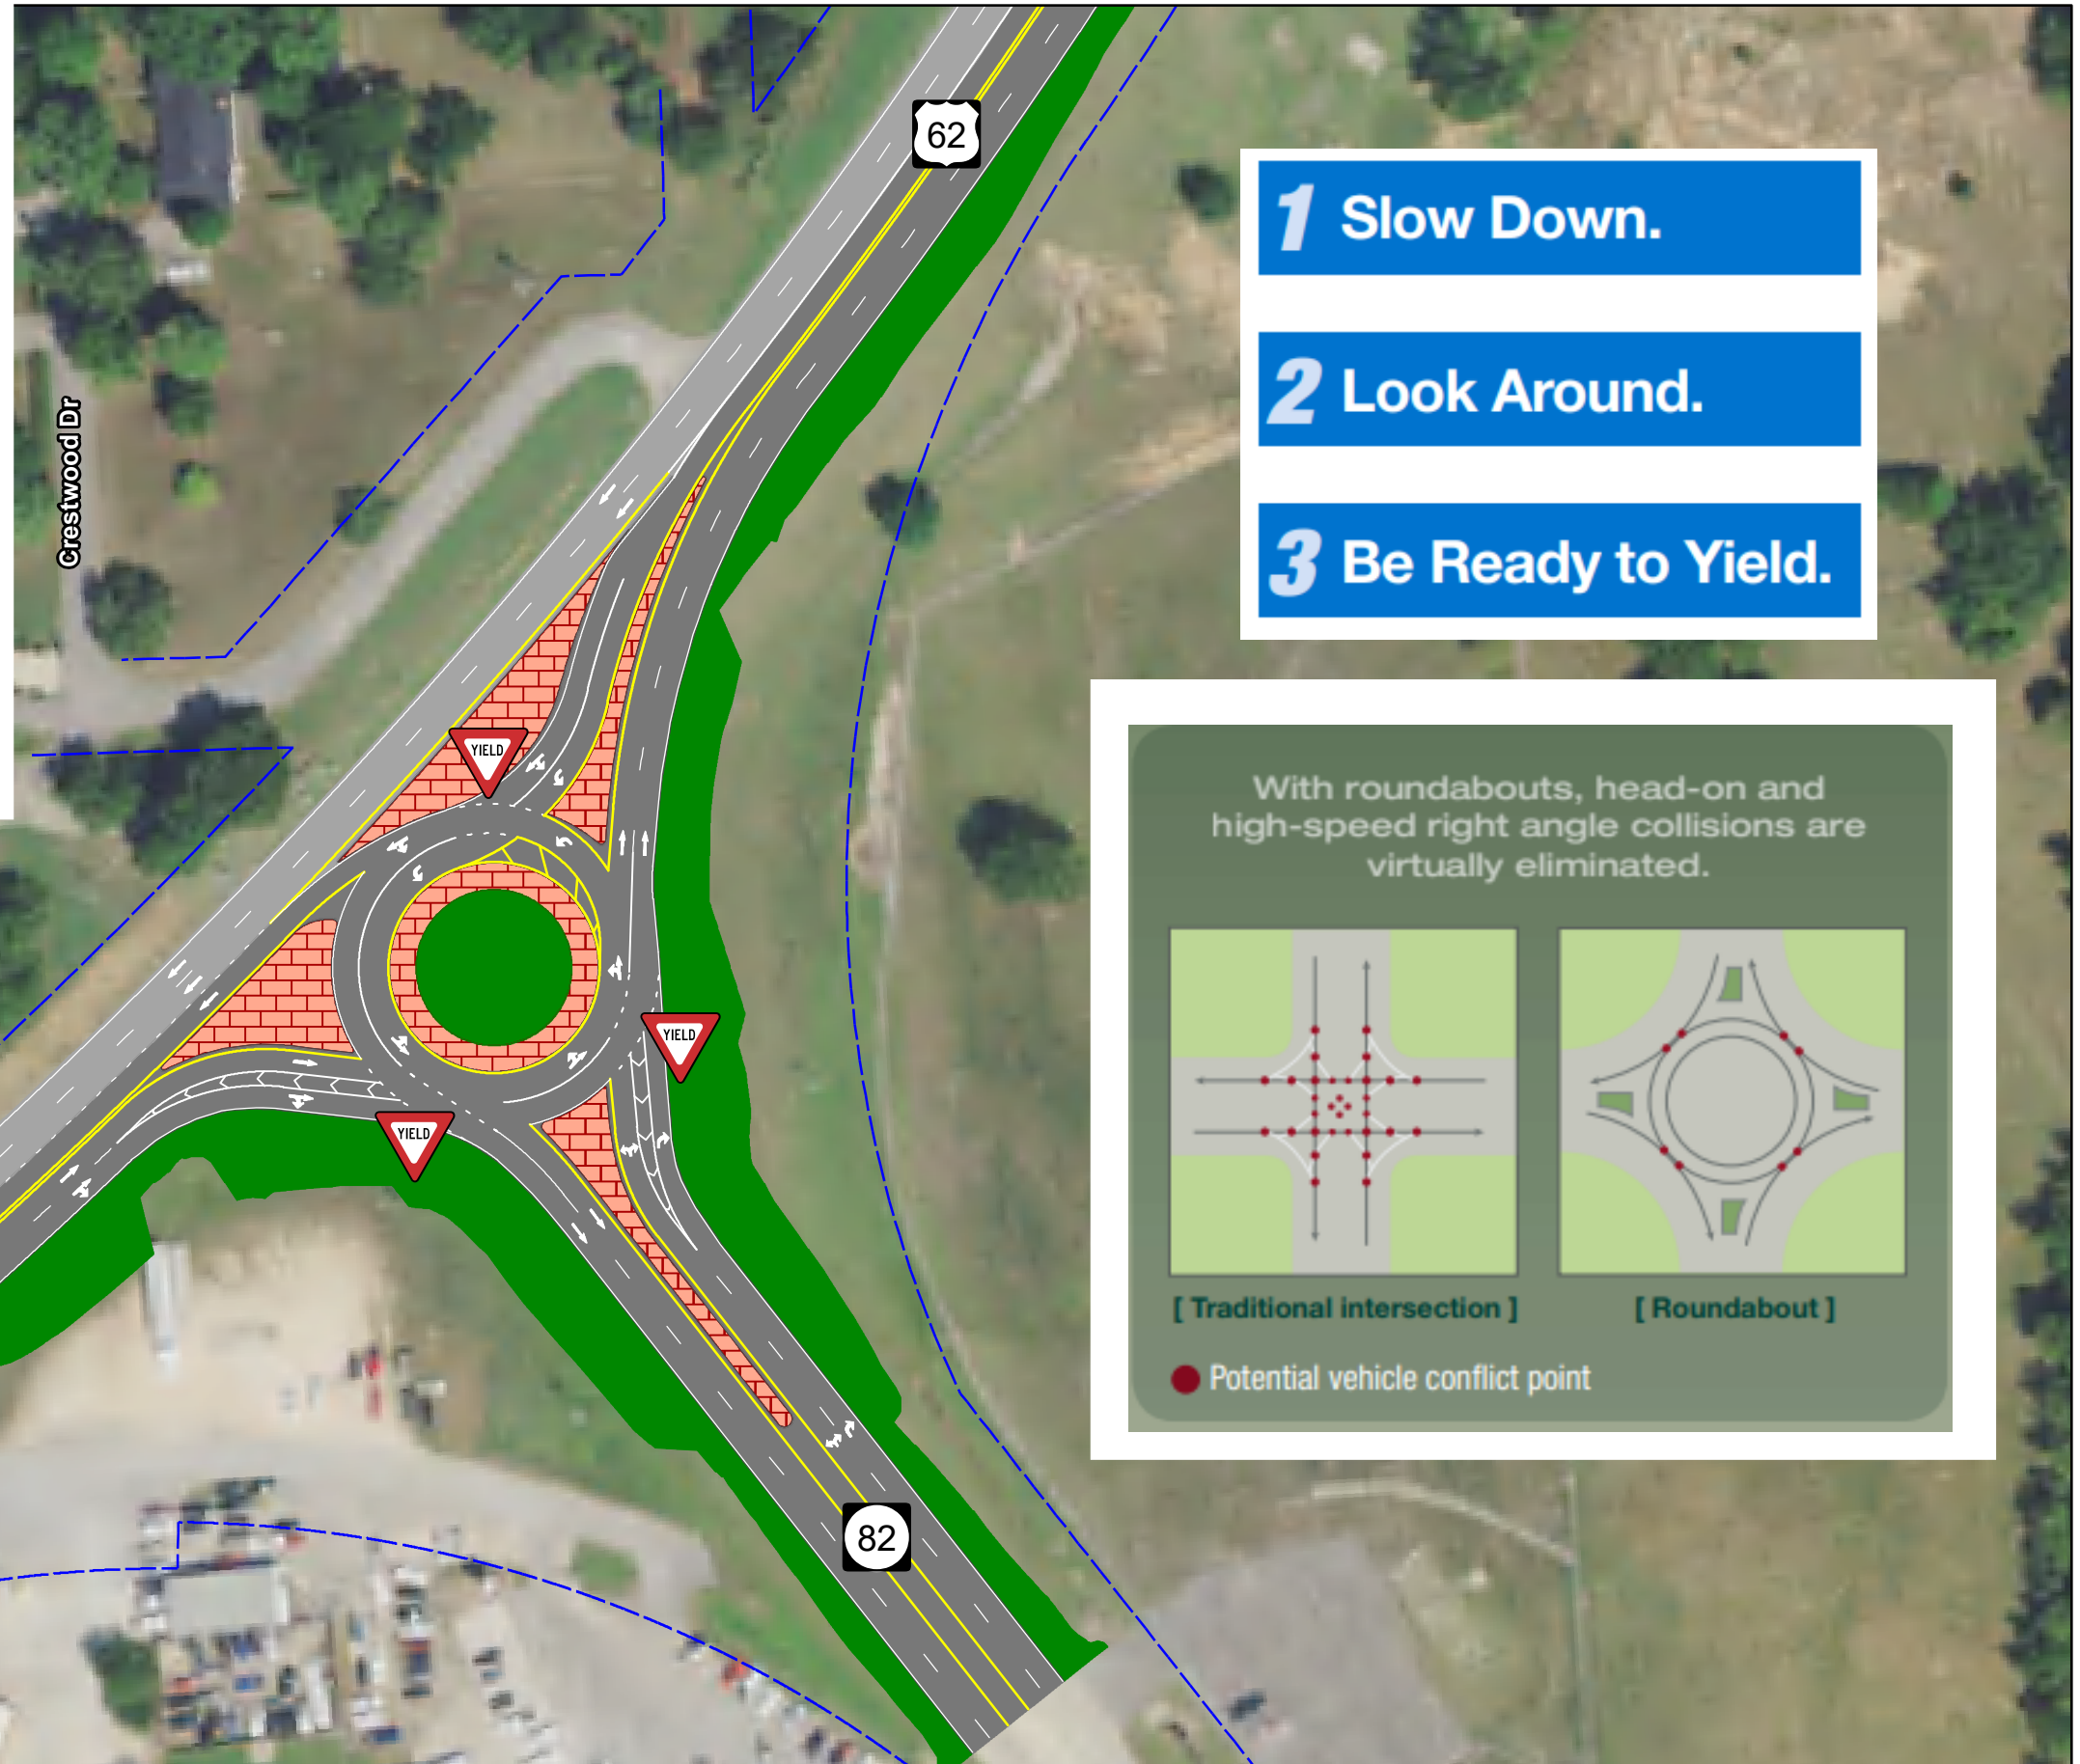 62
1 Slow Down.
2 Look Around.
3 Be Ready to Yield.
Crestwood Dr
YIELD
YIELD
YIELD
With roundabouts, head-on and
high-speed right angle collisions are
virtually eliminated.
[ Traditional intersection ]
[ Roundabout ]
Potential vehicle conflict point
82